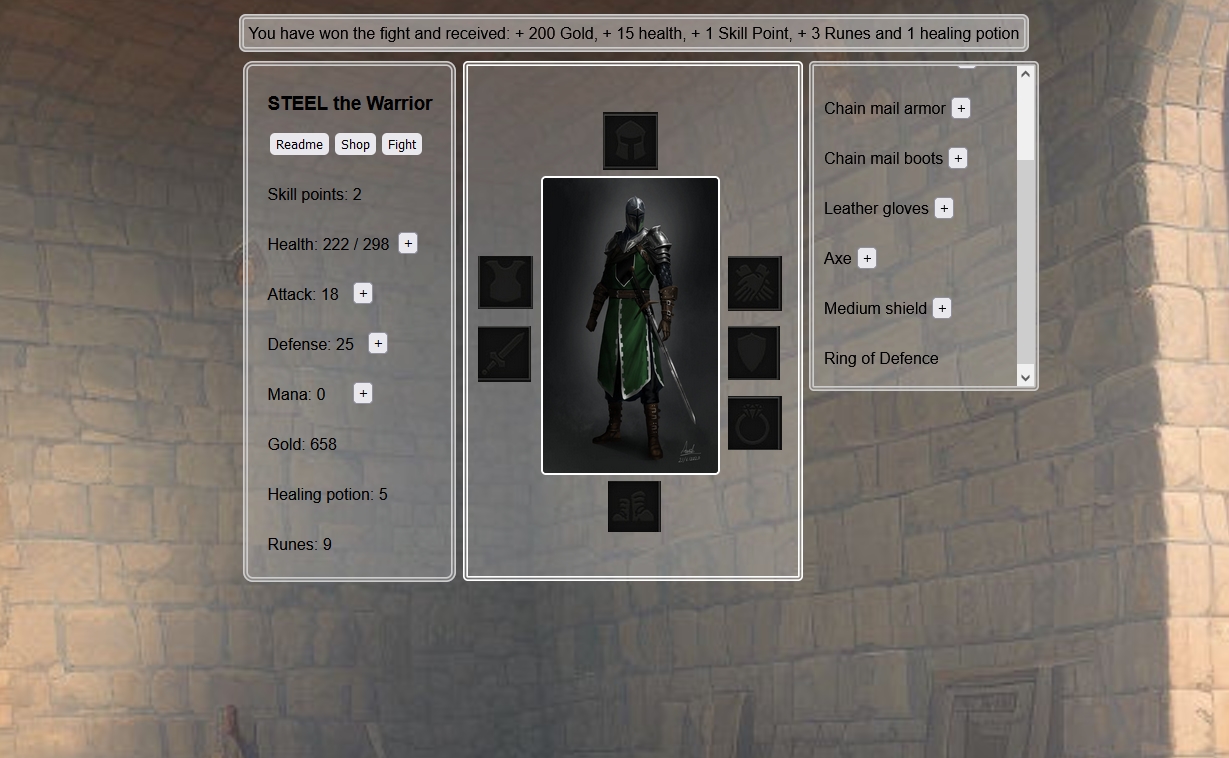 You have won the fight and received: + 200 Gold, + 15 health, + 1 Skill Point, + 3 Runes and 1 healing potion
STEEL the Warrior
Readme Shop Fight
Skill points: 2
Health: 222 / 298 +
Attack: 18 +
Defense: 25 +
Mana: 0 +
Gold: 658
Healing potion: 5
Runes: 9
Chain mail armor +
Chain mail boots +
Leather gloves +
Axe +
Medium shield +
Ring of Defence